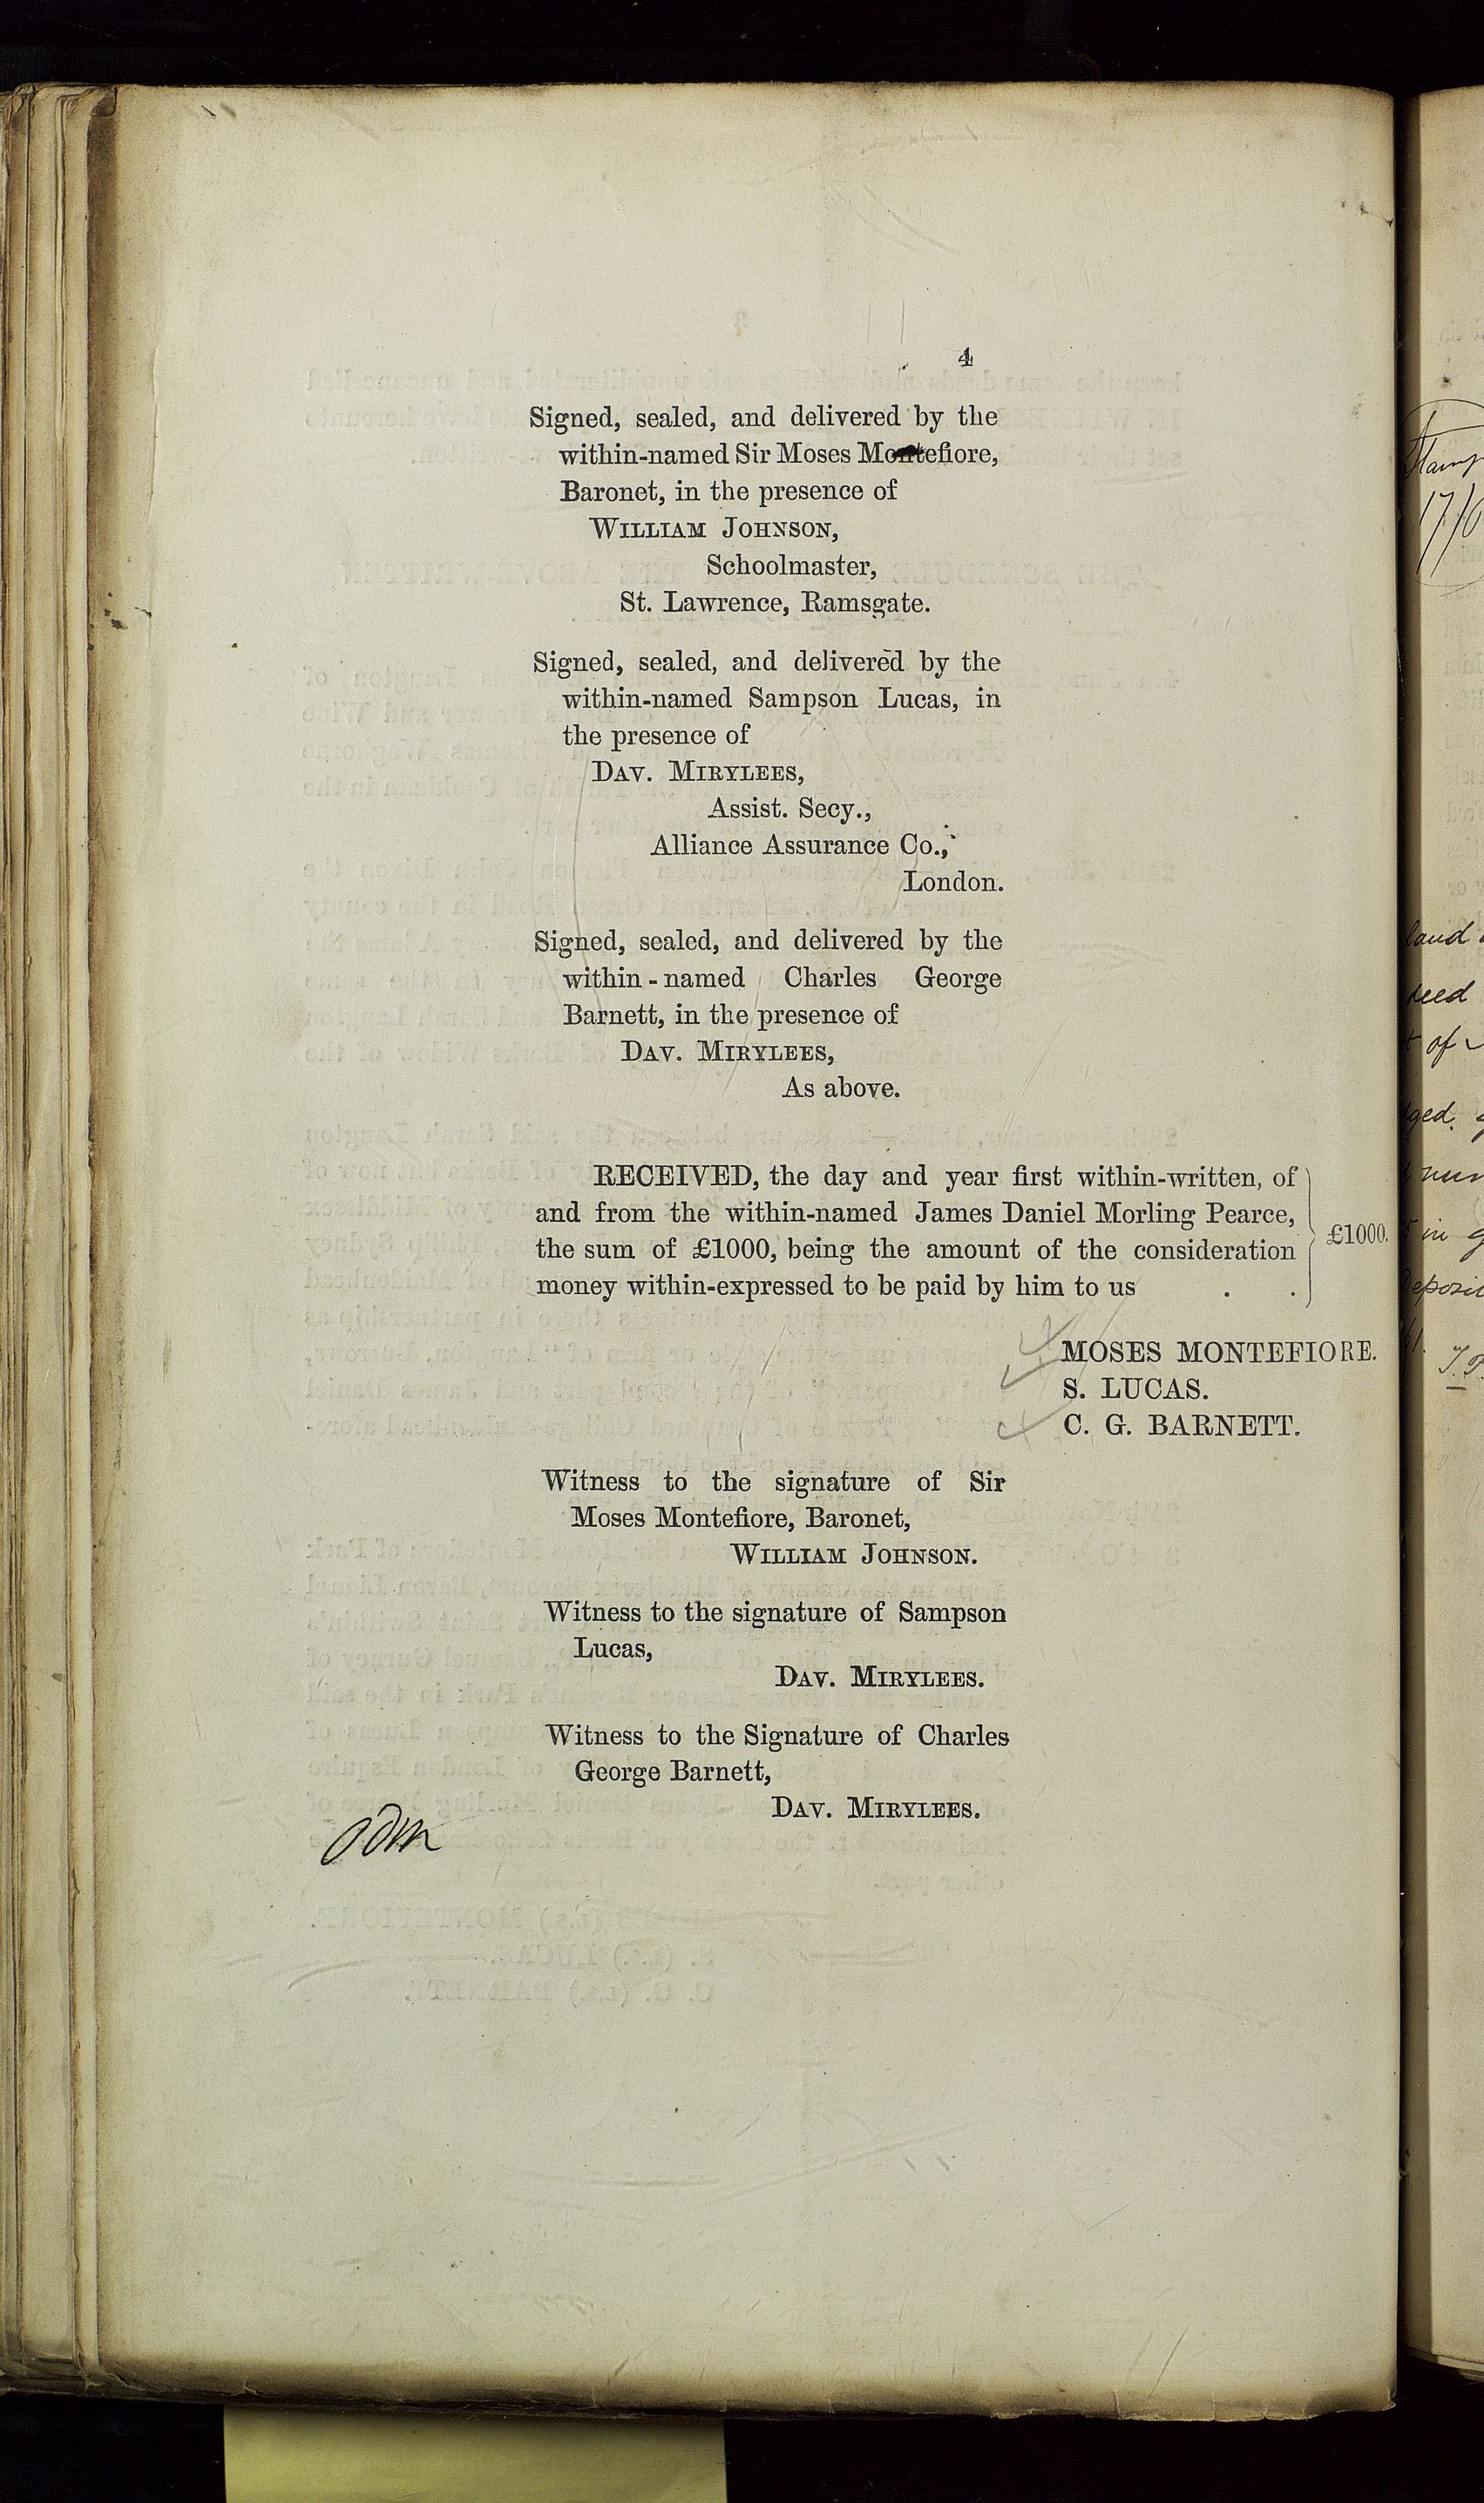 4
Signed, sealed, and delivered by the
within-named Sir Moses Montefiore,
Baronet, in the presence of
WILLIAM JOHNSON,
Schoolmaster,
St. Lawrence, Ramsgate.
Signed, sealed, and delivered by the
within-named Sampson Lucas, in
the presence of
DAV. MIRYLEES,
Assist. Secy.,
Alliance Assurance Co.,
London.
Signed, sealed, and delivered by the
within-named Charles George
Barnett, in the presence of
DAV. MIRYLEES,
As above.
RECEIVED, the day and year first within-written, of
and from the within-named James Daniel Morling Pearce,
the sum of £1000, being the amount of the consideration
money within-expressed to be paid by him to us . .
£1000.
MOSES MONTEFIORE.
S. LUCAS.
C. G. BARNETT.
Witness to the signature of Sir
Moses Montefiore, Baronet,
WILLIAM JOHNSON.
Witness to the signature of Sampson
Lucas,
DAV. MIRYLEES.
Witness to the Signature of Charles
George Barnett,
DAV. MIRYLEES.
Stamp
17/6
land
deed
of
in